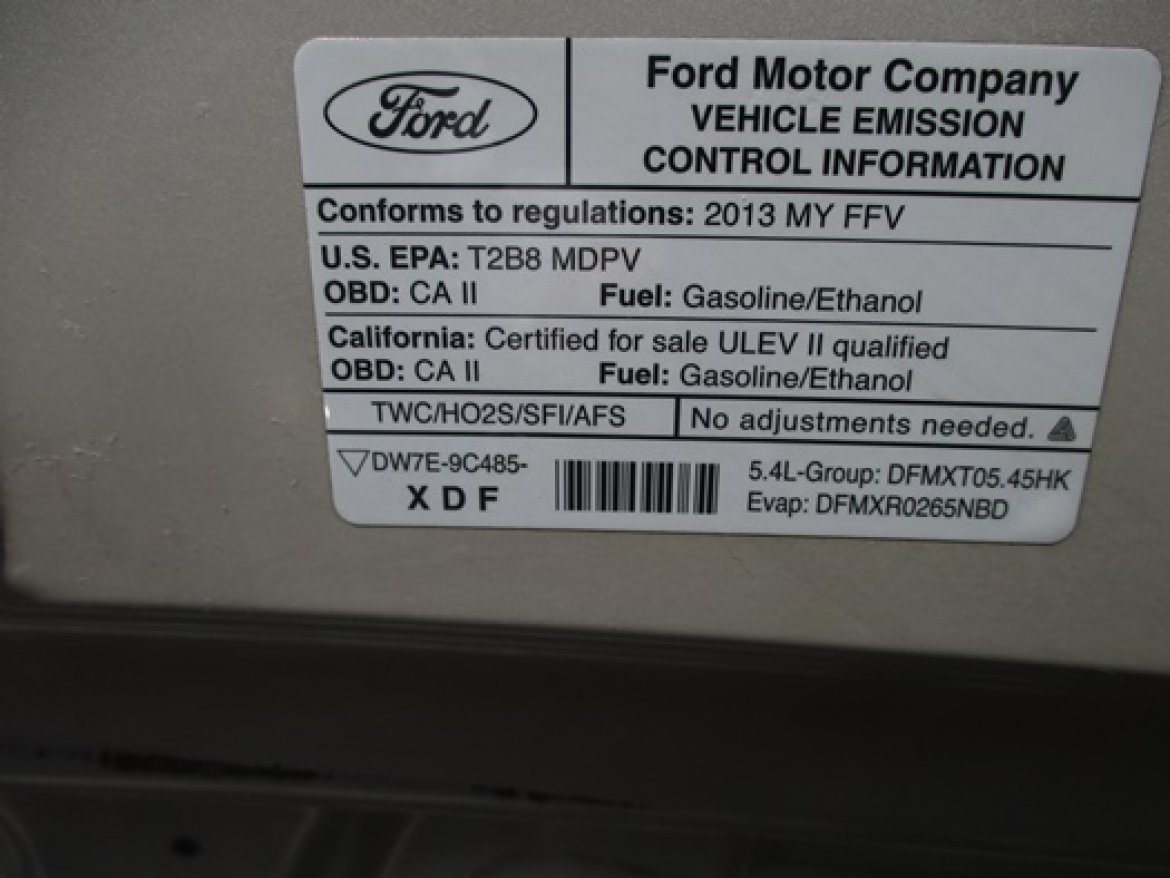 Ford
Ford Motor Company
VEHICLE EMISSION
CONTROL INFORMATION
Conforms to regulations: 2013 MY FFV
U.S. EPA: T2B8 MDPV
OBD: CA II Fuel: Gasoline/Ethanol
California: Certified for sale ULEV II qualified
OBD: CA II Fuel: Gasoline/Ethanol
TWC/HO2S/SFI/AFS
No adjustments needed.
DW7E-9C485-
XDF
5.4L-Group: DFMXT05.45HK
Evap: DFMXR0265NBD